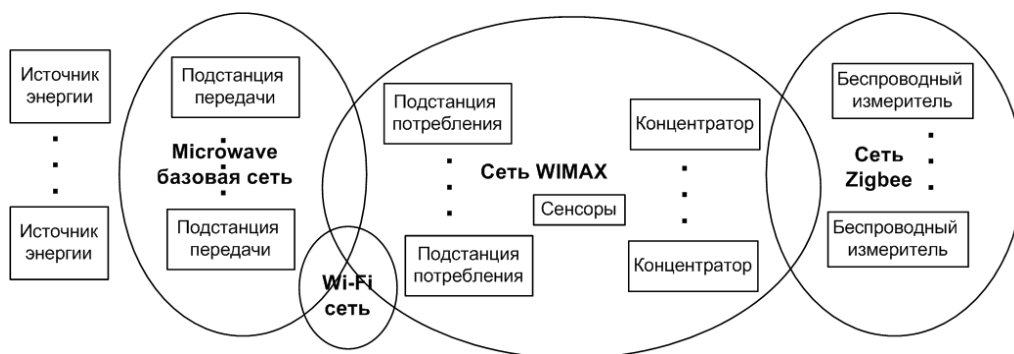 Источник
энергии
Источник
энергии
Подстанция
передачи
Microwave
базовая сеть
Подстанция
передачи
Wi-Fi
сеть
Подстанция
потребления
Сеть WIMAX
Сенсоры
Подстанция
потребления
Концентратор
Концентратор
Беспроводный
измеритель
Сеть
Zigbee
Беспроводный
измеритель